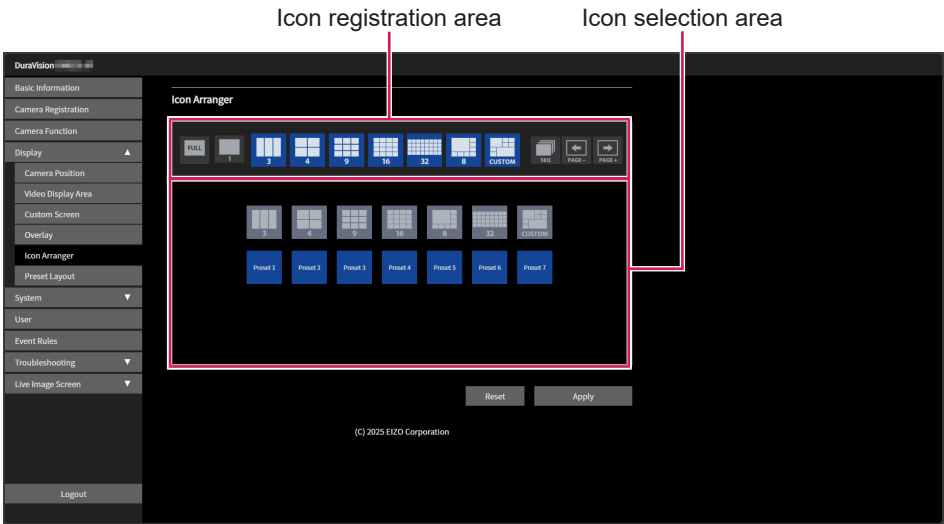 Icon registration area Icon selection area
DuraVision
Basic Information
Camera Registration
Camera Function
Display ▲
Camera Position
Video Display Area
Custom Screen
Overlay
Icon Arranger
Preset Layout
System ▼
User
Event Rules
Troubleshooting ▼
Live Image Screen ▼
Logout
Icon Arranger
FULL 1 3 4 9 16 32 8 CUSTOM SEQ PAGE− PAGE+
3 4 9 16 8 32 CUSTOM
Preset 1 Preset 2 Preset 3 Preset 4 Preset 5 Preset 6 Preset 7
Reset Apply
(C) 2025 EIZO Corporation